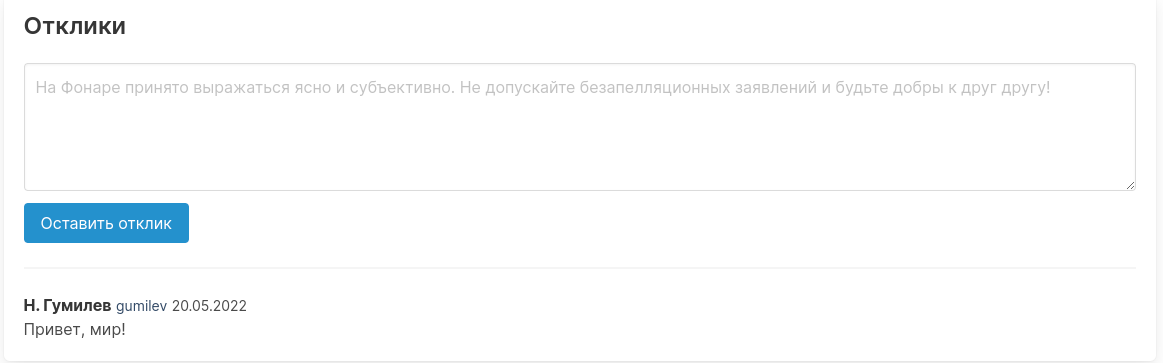 Отклики
На Фонаре принято выражаться ясно и субъективно. Не допускайте безапелляционных заявлений и будьте добры к друг другу!
Оставить отклик
Н. Гумилев gumilev 20.05.2022
Привет, мир!